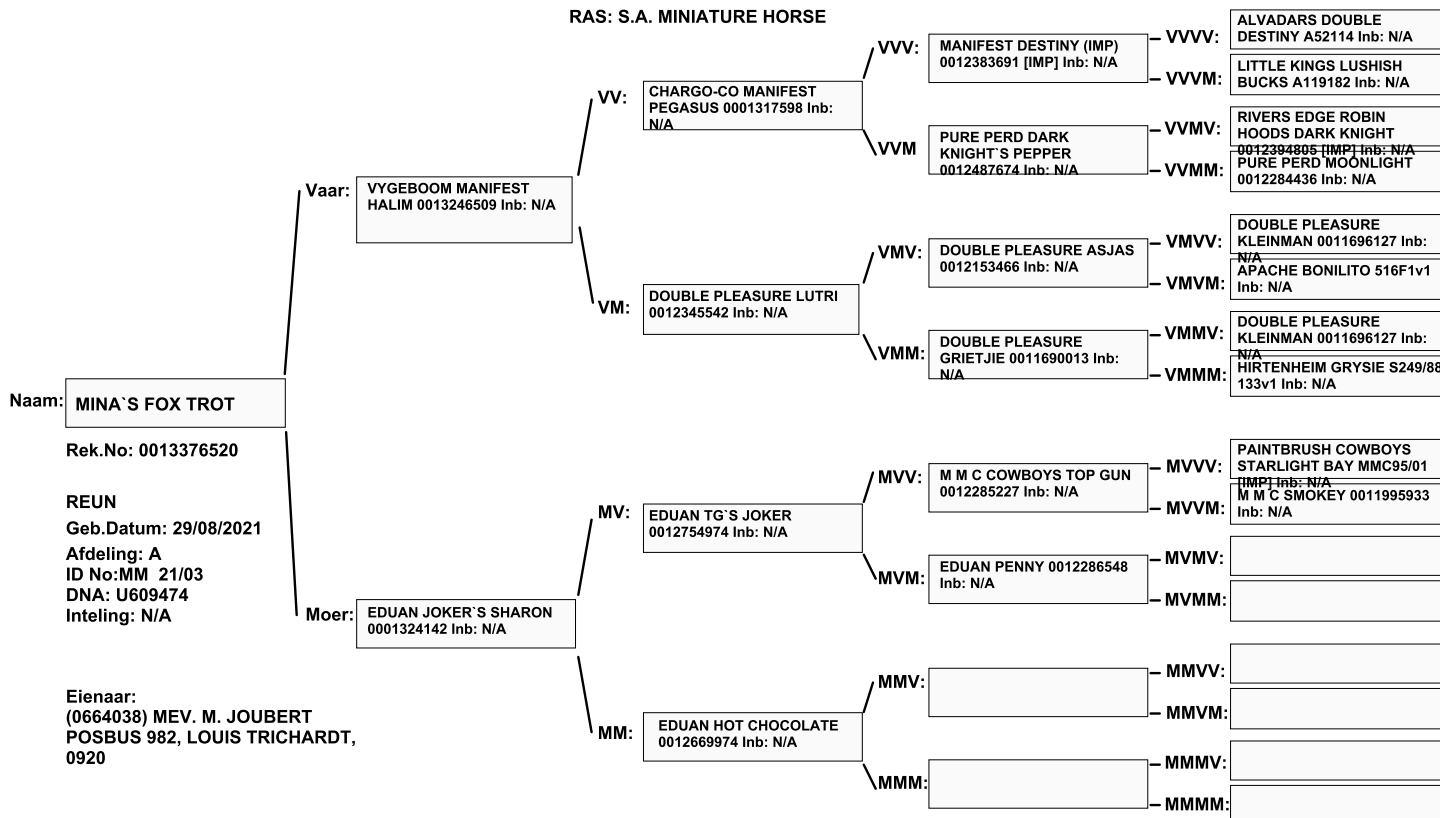 RAS: S.A. MINIATURE HORSE
Naam:
MINA`S FOX TROT
Rek.No: 0013376520
REUN
Geb.Datum: 29/08/2021
Afdeling: A
ID No:MM  21/03
DNA: U609474
Inteling: N/A
Eienaar:
(0664038) MEV. M. JOUBERT
POSBUS 982, LOUIS TRICHARDT,
0920
Vaar:
VYGEBOOM MANIFEST
HALIM 0013246509 Inb: N/A
Moer:
EDUAN JOKER`S SHARON
0001324142 Inb: N/A
VV:
CHARGO-CO MANIFEST
PEGASUS 0001317598 Inb:
N/A
VM:
DOUBLE PLEASURE LUTRI
0012345542 Inb: N/A
MV:
EDUAN TG`S JOKER
0012754974 Inb: N/A
MM:
EDUAN HOT CHOCOLATE
0012669974 Inb: N/A
VVV:
MANIFEST DESTINY (IMP)
0012383691 [IMP] Inb: N/A
VVM
PURE PERD DARK
KNIGHT`S PEPPER
0012487674 Inb: N/A
VMV:
DOUBLE PLEASURE ASJAS
0012153466 Inb: N/A
VMM:
DOUBLE PLEASURE
GRIETJIE 0011690013 Inb:
N/A
MVV:
M M C COWBOYS TOP GUN
0012285227 Inb: N/A
MVM:
EDUAN PENNY 0012286548
Inb: N/A
MMV:
MMM:
VVVV:
ALVADARS DOUBLE
DESTINY A52114 Inb: N/A
VVVM:
LITTLE KINGS LUSHISH
BUCKS A119182 Inb: N/A
VVMV:
RIVERS EDGE ROBIN
HOODS DARK KNIGHT
0012394805 [IMP] Inb: N/A
VVMM:
PURE PERD MOONLIGHT
0012284436 Inb: N/A
VMVV:
DOUBLE PLEASURE
KLEINMAN 0011696127 Inb:
N/A
VMVM:
APACHE BONILITO 516F1v1
Inb: N/A
VMMV:
DOUBLE PLEASURE
KLEINMAN 0011696127 Inb:
N/A
VMMM:
HIRTENHEIM GRYSIE S249/88
133v1 Inb: N/A
MVVV:
PAINTBRUSH COWBOYS
STARLIGHT BAY MMC95/01
[IMP] Inb: N/A
MVVM:
M M C SMOKEY 0011995933
Inb: N/A
MVMV:
MVMM:
MMVV:
MMVM:
MMMV:
MMMM: